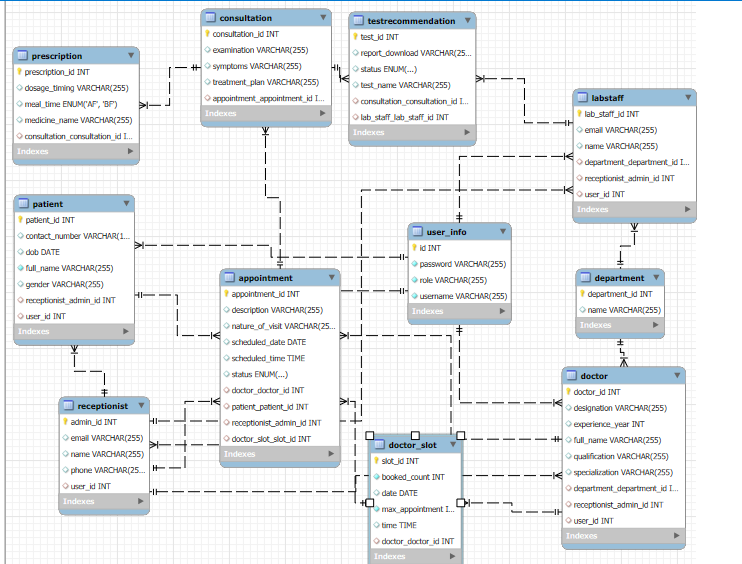 consultation
consultation_id INT
examination VARCHAR(255)
symptoms VARCHAR(255)
treatment_plan VARCHAR(255)
appointment_appointment_id I...
Indexes
testrecommendation
test_id INT
report_download VARCHAR(25...
status ENUM(...)
test_name VARCHAR(255)
consultation_consultation_id I...
lab_staff_lab_staff_id INT
Indexes
prescription
prescription_id INT
dosage_timing VARCHAR(255)
meal_time ENUM('AF', 'BF')
medicine_name VARCHAR(255)
consultation_consultation_id I...
Indexes
labstaff
lab_staff_id INT
email VARCHAR(255)
name VARCHAR(255)
department_department_id I...
receptionist_admin_id INT
user_id INT
Indexes
patient
patient_id INT
contact_number VARCHAR(1...
dob DATE
full_name VARCHAR(255)
gender VARCHAR(255)
receptionist_admin_id INT
user_id INT
Indexes
user_info
id INT
password VARCHAR(255)
role VARCHAR(255)
username VARCHAR(255)
Indexes
appointment
appointment_id INT
description VARCHAR(255)
nature_of_visit VARCHAR(25...
scheduled_date DATE
scheduled_time TIME
status ENUM(...)
doctor_doctor_id INT
patient_patient_id INT
receptionist_admin_id INT
doctor_slot_slot_id INT
Indexes
department
department_id INT
name VARCHAR(255)
Indexes
doctor
doctor_id INT
designation VARCHAR(255)
experience_year INT
full_name VARCHAR(255)
qualification VARCHAR(255)
specialization VARCHAR(255)
department_department_id I...
receptionist_admin_id INT
user_id INT
Indexes
receptionist
admin_id INT
email VARCHAR(255)
name VARCHAR(255)
phone VARCHAR(25...
user_id INT
Indexes
doctor_slot
slot_id INT
booked_count INT
date DATE
max_appointment I...
time TIME
doctor_doctor_id INT
Indexes